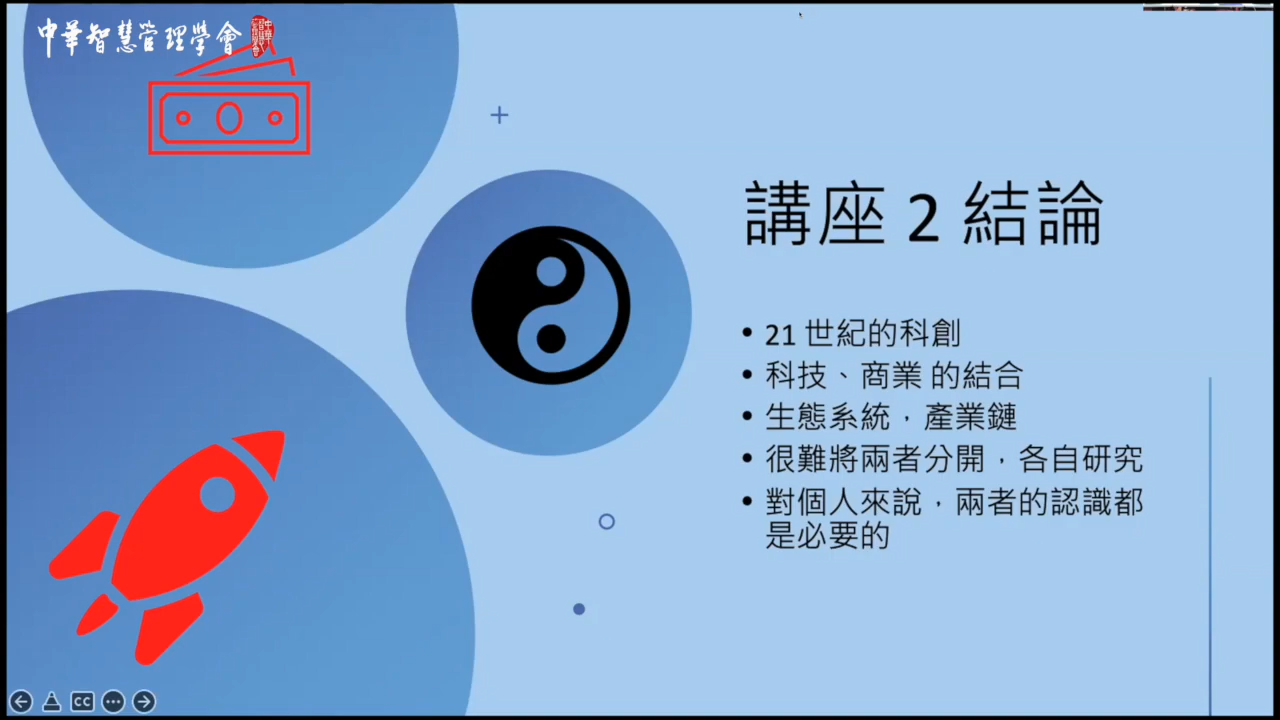 中華智慧管理學會
講座 2 結論
• 21 世紀的科創
• 科技、商業 的結合
• 生態系統，產業鏈
• 很難將兩者分開，各自研究
• 對個人來說，兩者的認識都
是必要的
CC